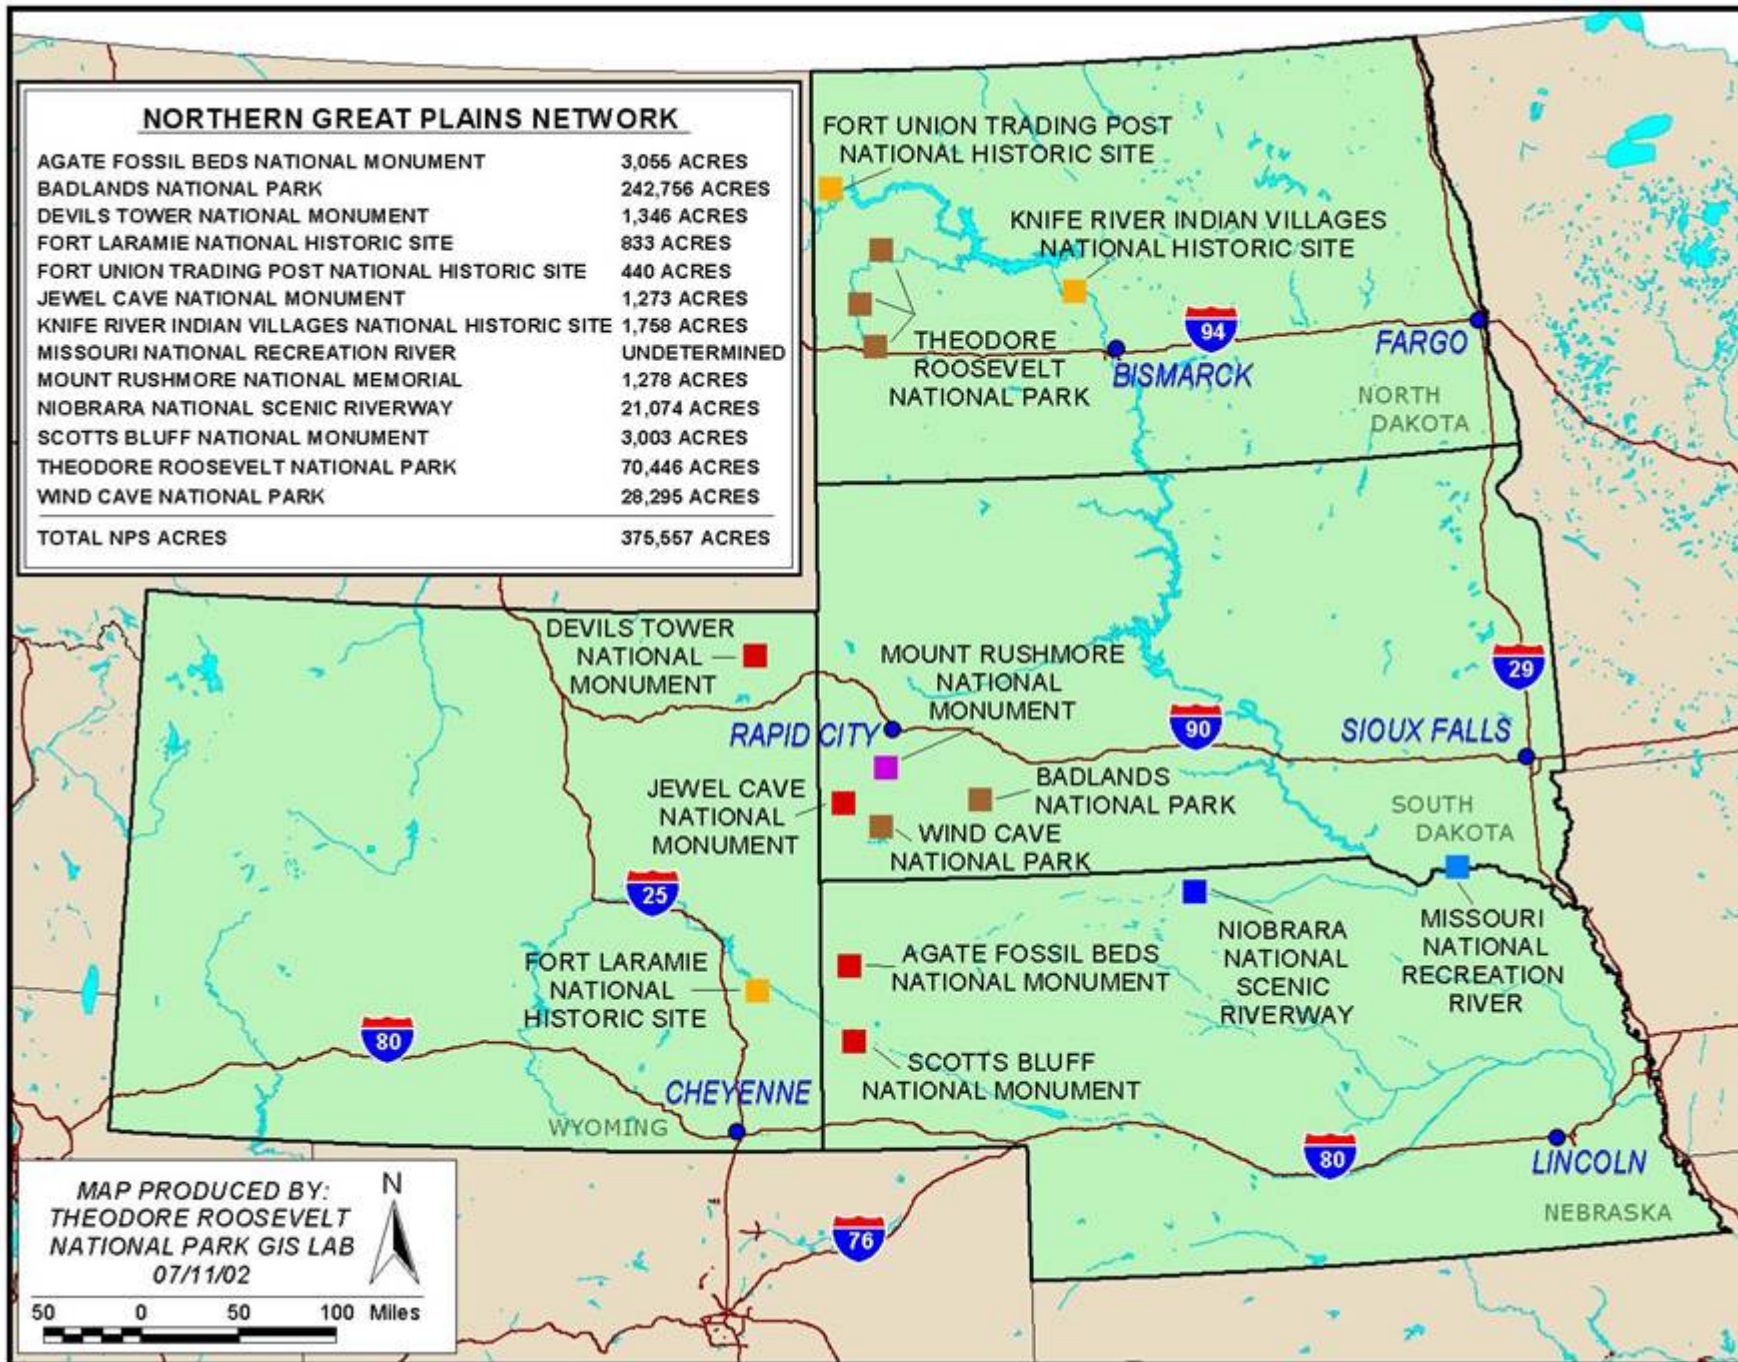 NORTHERN GREAT PLAINS NETWORK
AGATE FOSSIL BEDS NATIONAL MONUMENT 3,055 ACRES
BADLANDS NATIONAL PARK 242,756 ACRES
DEVILS TOWER NATIONAL MONUMENT 1,346 ACRES
FORT LARAMIE NATIONAL HISTORIC SITE 833 ACRES
FORT UNION TRADING POST NATIONAL HISTORIC SITE 440 ACRES
JEWEL CAVE NATIONAL MONUMENT 1,273 ACRES
KNIFE RIVER INDIAN VILLAGES NATIONAL HISTORIC SITE 1,758 ACRES
MISSOURI NATIONAL RECREATION RIVER UNDETERMINED
MOUNT RUSHMORE NATIONAL MEMORIAL 1,278 ACRES
NIOBRARA NATIONAL SCENIC RIVERWAY 21,074 ACRES
SCOTTS BLUFF NATIONAL MONUMENT 3,003 ACRES
THEODORE ROOSEVELT NATIONAL PARK 70,446 ACRES
WIND CAVE NATIONAL PARK 28,295 ACRES
TOTAL NPS ACRES 375,557 ACRES
FORT UNION TRADING POST
NATIONAL HISTORIC SITE
KNIFE RIVER INDIAN VILLAGES
NATIONAL HISTORIC SITE
94
THEODORE
ROOSEVELT
NATIONAL PARK
BISMARCK
FARGO
NORTH
DAKOTA
DEVILS TOWER
NATIONAL
MONUMENT
MOUNT RUSHMORE
NATIONAL
MONUMENT
29
RAPID CITY
90
SIOUX FALLS
JEWEL CAVE
NATIONAL
MONUMENT
BADLANDS
NATIONAL PARK
WIND CAVE
NATIONAL PARK
SOUTH
DAKOTA
25
FORT LARAMIE
NATIONAL
HISTORIC SITE
AGATE FOSSIL BEDS
NATIONAL MONUMENT
NIOBRARA
NATIONAL
SCENIC
RIVERWAY
MISSOURI
NATIONAL
RECREATION
RIVER
80
SCOTTS BLUFF
NATIONAL MONUMENT
CHEYENNE
WYOMING
80
LINCOLN
NEBRASKA
76
MAP PRODUCED BY:
THEODORE ROOSEVELT
NATIONAL PARK GIS LAB
07/11/02
N
50 0 50 100 Miles